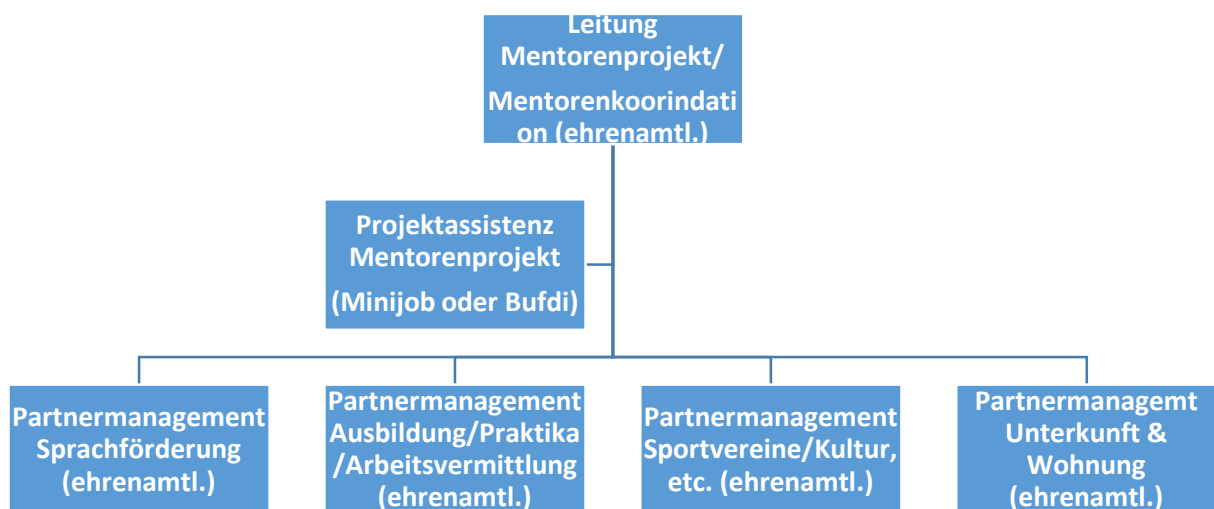 Leitung
Mentorenprojekt/
Mentorenkoorindati
on (ehrenamtl.)
Projektassistenz
Mentorenprojekt
(Minijob oder Bufdi)
Partnermanagement
Sprachförderung
(ehrenamtl.)
Partnermanagement
Ausbildung/Praktika
/Arbeitsvermittlung
(ehrenamtl.)
Partnermanagement
Sportvereine/Kultur,
etc. (ehrenamtl.)
Partnermanagemt
Unterkunft &
Wohnung
(ehrenamtl.)